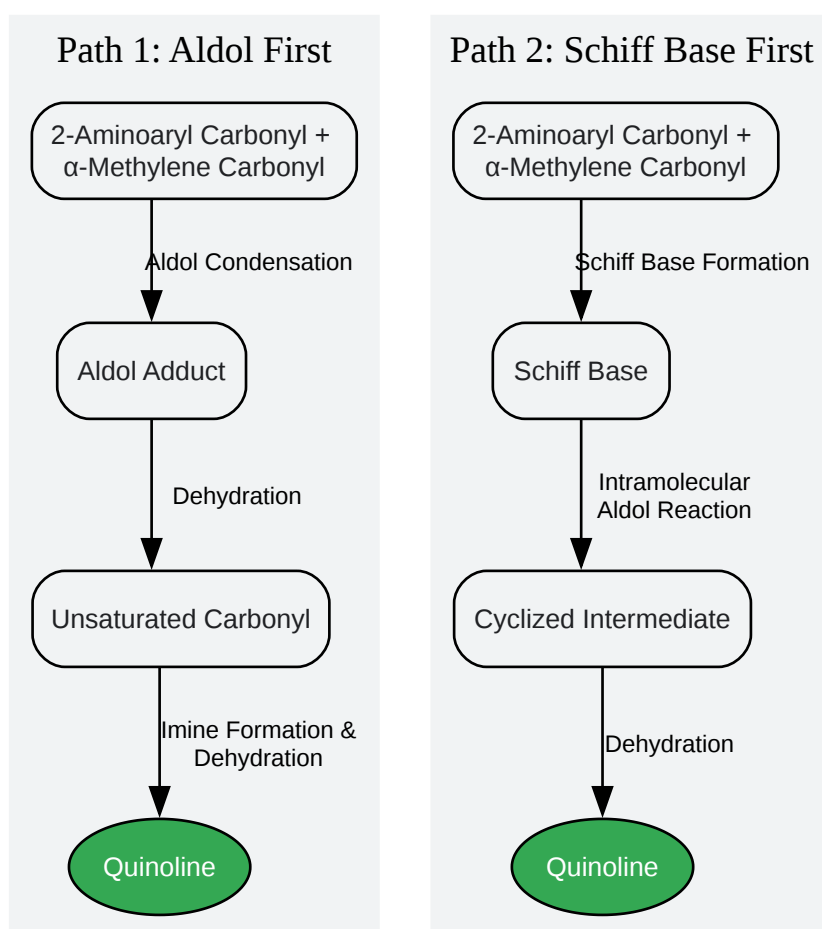 Path 1: Aldol First
2-Aminoaryl Carbonyl +
α-Methylene Carbonyl
Aldol Condensation
Aldol Adduct
Dehydration
Unsaturated Carbonyl
Imine Formation &
Dehydration
Quinoline
Path 2: Schiff Base First
2-Aminoaryl Carbonyl +
α-Methylene Carbonyl
Schiff Base Formation
Schiff Base
Intramolecular
Aldol Reaction
Cyclized Intermediate
Dehydration
Quinoline